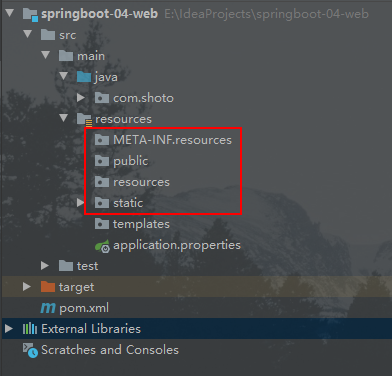 springboot-04-web E:\IdeaProjects\springboot-04-web
src
main
java
com.shoto
resources
META-INF.resources
public
resources
static
templates
application.properties
test
target
pom.xml
External Libraries
Scratches and Consoles